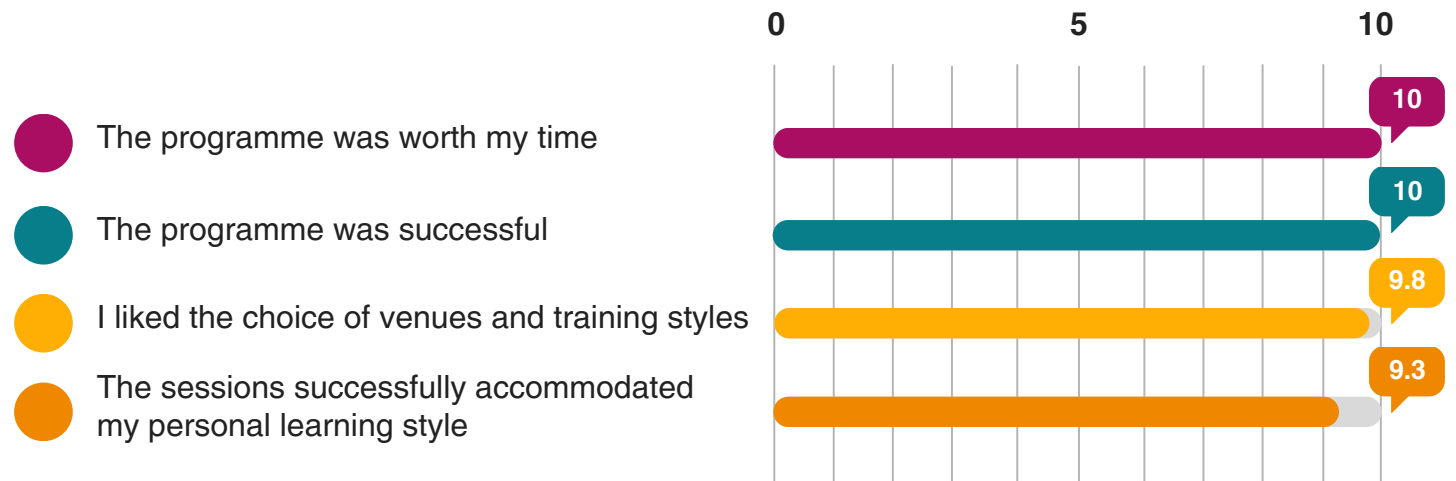 0 5 10
The programme was worth my time 10
The programme was successful 10
I liked the choice of venues and training styles 9.8
The sessions successfully accommodated
my personal learning style 9.3